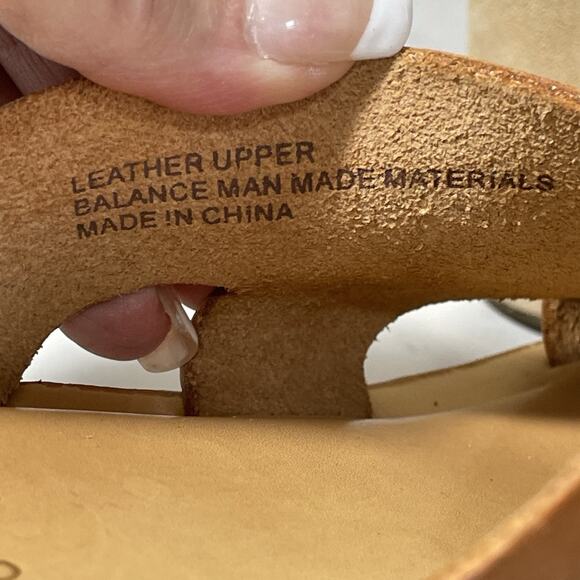 LEATHER UPPER
BALANCE MAN MADE MATERIALS
MADE IN CHINA